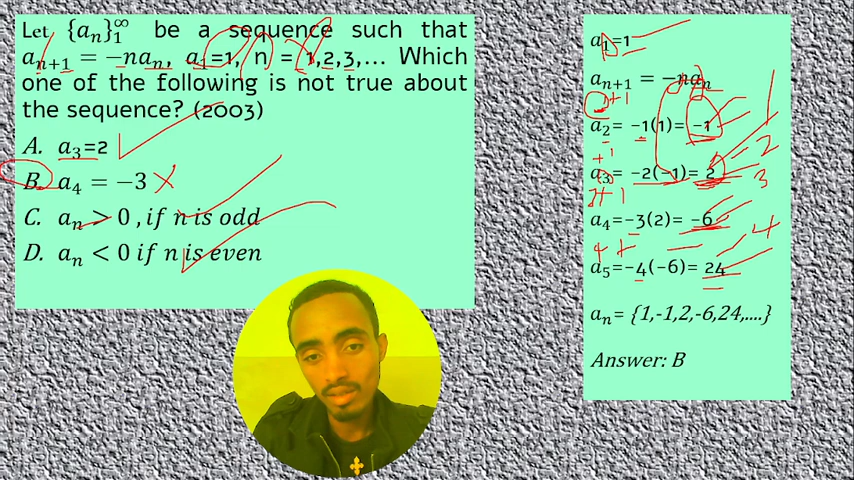 Let {aₙ}₁^∞ be a sequence such that
aₙ₊₁ = −naₙ, a₁=1, n = 1,2,3,... Which
one of the following is not true about
the sequence? (2003)
A. a₃=2
B. a₄ = −3
C. aₙ > 0 , if n is odd
D. aₙ < 0 if n is even
a₁=1
aₙ₊₁ = −naₙ
a₂= −1(1)= −1
a₃= −2(−1)= 2
a₄= −3(2)= −6
a₅=−4(−6)= 24
aₙ= {1,-1,2,-6,24,....}
Answer: B